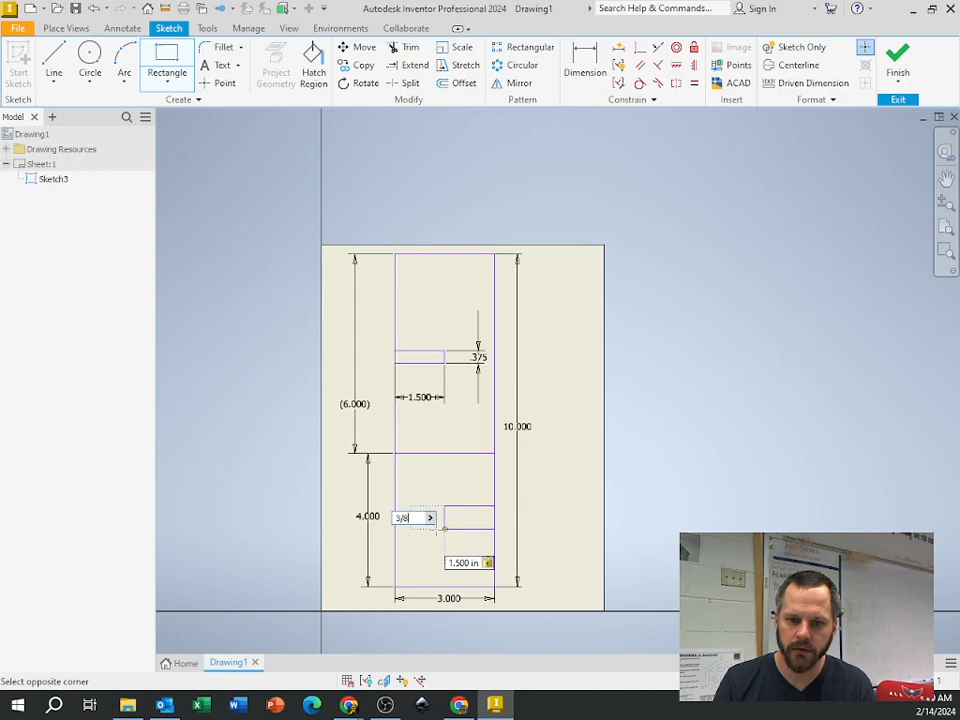 Autodesk Inventor Professional 2024 Drawing1
Search Help & Commands...
Sign In
File Place Views Annotate Sketch Tools Manage View Environments Collaborate
Start Sketch
Line
Circle
Arc
Rectangle
Fillet
Text
Point
Project Geometry
Hatch Region
Move
Copy
Rotate
Trim
Extend
Split
Scale
Stretch
Offset
Rectangular
Circular
Mirror
Dimension
Image
Points
ACAD
Sketch Only
Centerline
Driven Dimension
Finish
Sketch
Create
Modify
Pattern
Constrain
Insert
Format
Exit
Model
Drawing1
Drawing Resources
Sheet:1
Sketch3
.375
1.500
(6.000)
10.000
4.000
3/8
1.500 in
3.000
Home
Drawing1
Select opposite corner
2/14/2024